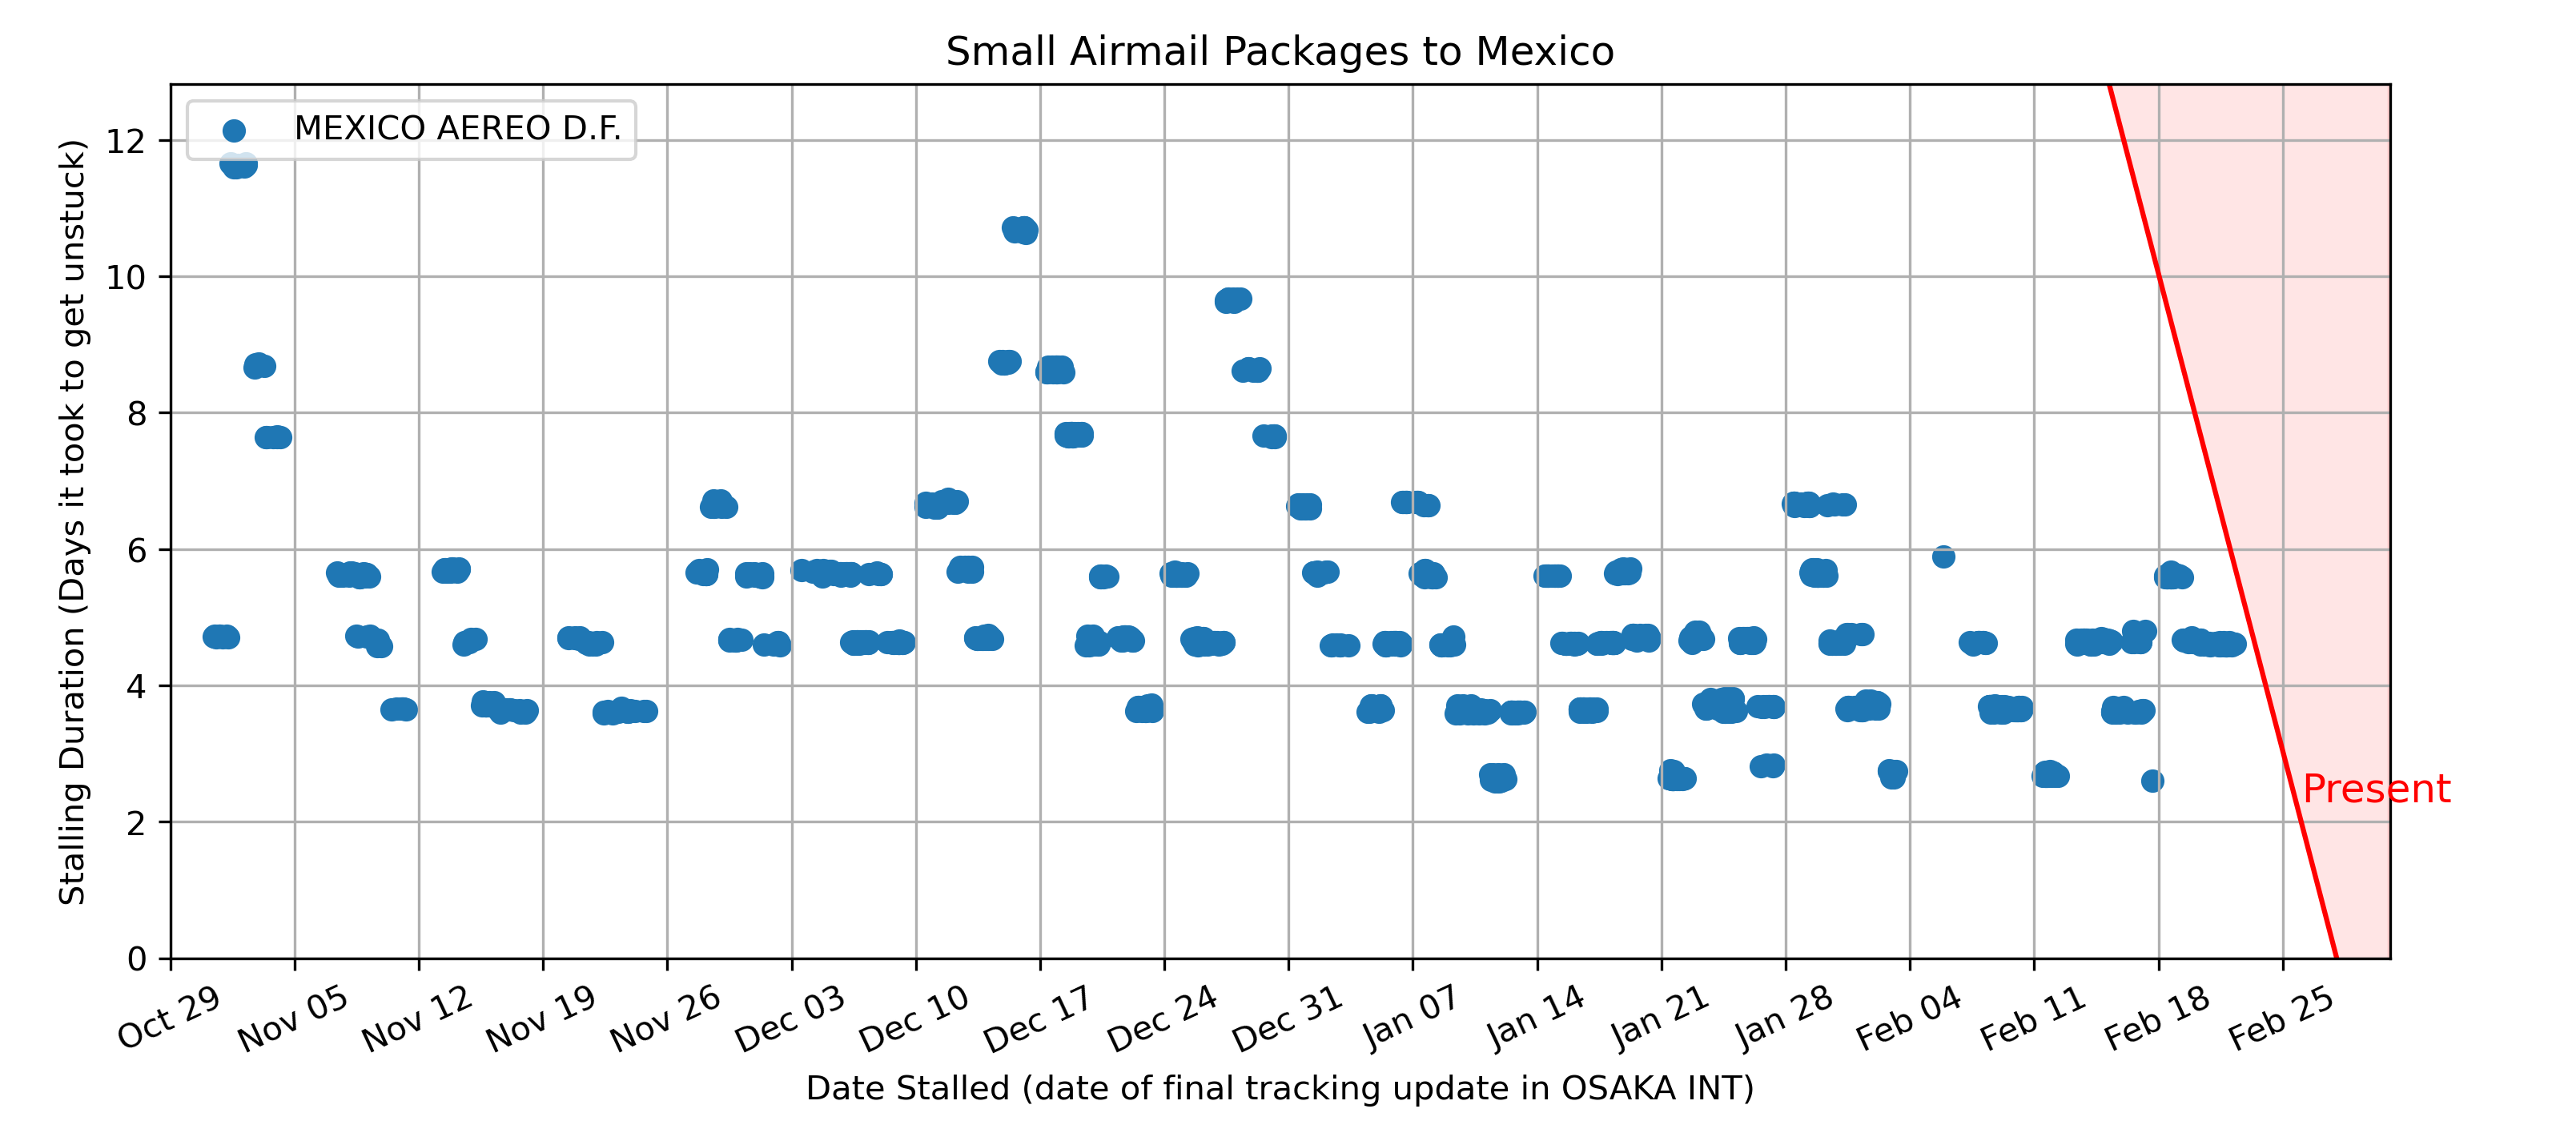 Small Airmail Packages to Mexico
MEXICO AEREO D.F.
Stalling Duration (Days it took to get unstuck)
12
10
8
6
4
2
0
Present
Oct 29
Nov 05
Nov 12
Nov 19
Nov 26
Dec 03
Dec 10
Dec 17
Dec 24
Dec 31
Jan 07
Jan 14
Jan 21
Jan 28
Feb 04
Feb 11
Feb 18
Feb 25
Date Stalled (date of final tracking update in OSAKA INT)